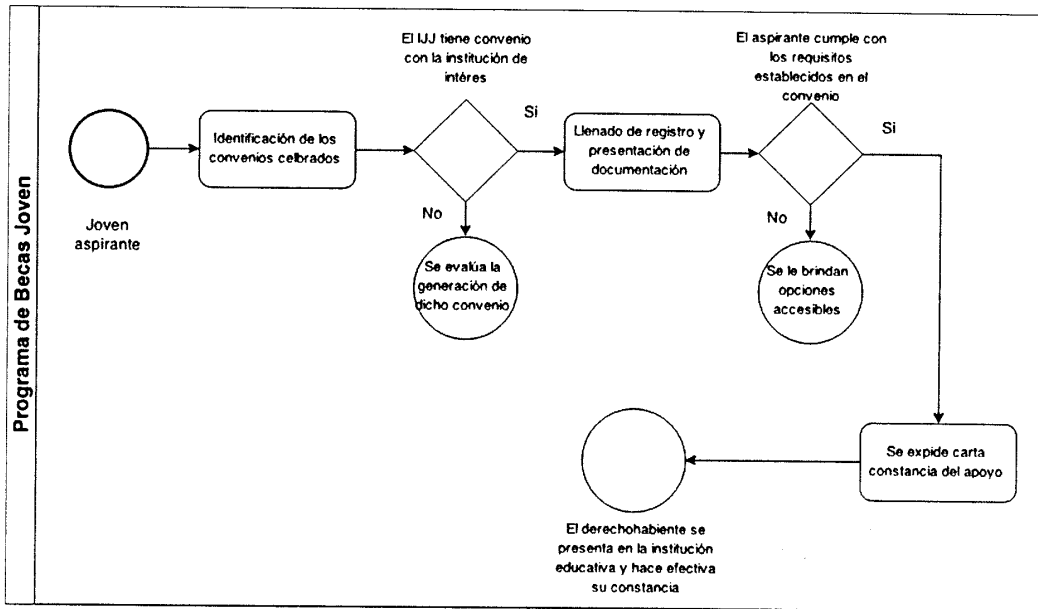 Programa de Becas Joven
Joven
aspirante
Identificación de los
convenios celbrados
El IJJ tiene convenio
con la institución de
intéres
Si
No
Se evalúa la
generación de
dicho convenio
Llenado de registro y
presentación de
documentación
El aspirante cumple con
los requisitos
establecidos en el
convenio
Si
No
Se le brindan
opciones
accesibles
Se expide carta
constancia del apoyo
El derechohabiente se
presenta en la institución
educativa y hace efectiva
su constancia